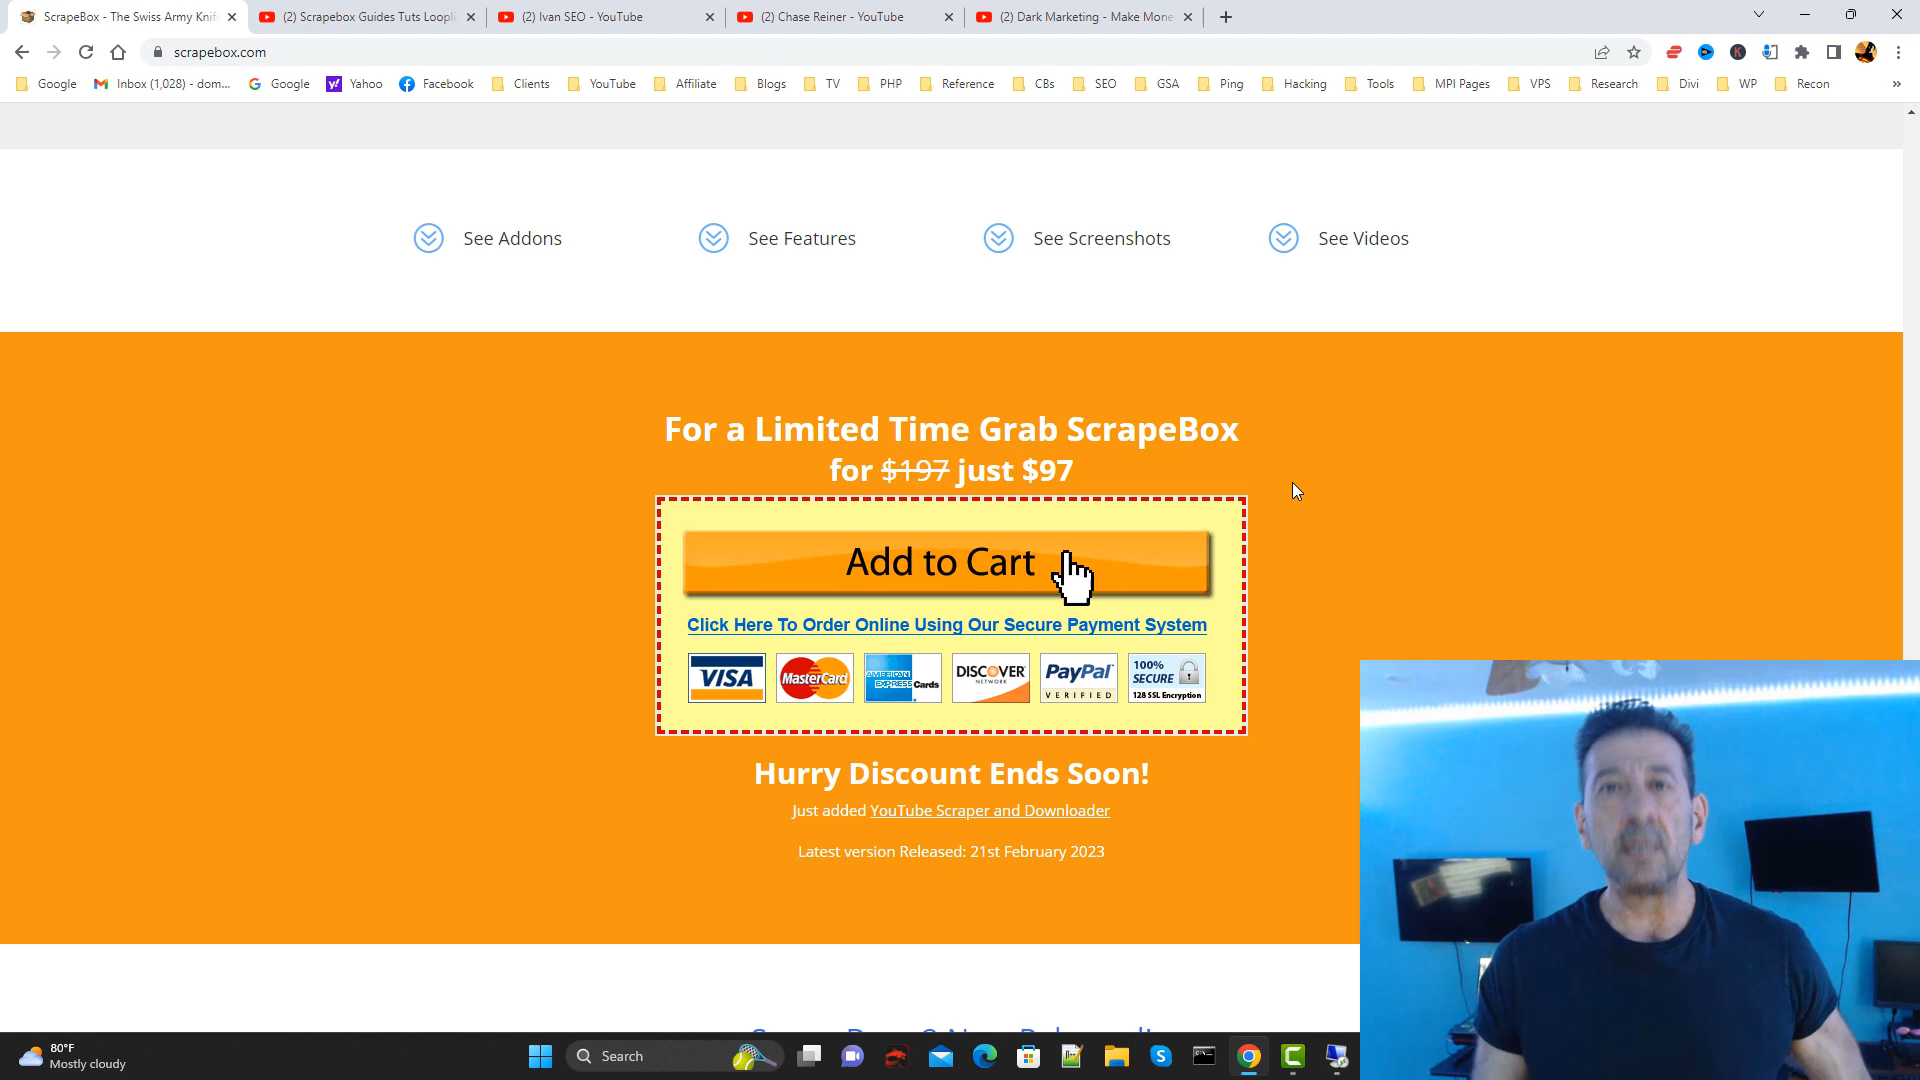 ScrapeBox - The Swiss Army Knif
(2) Scrapebox Guides Tuts Loopli
(2) Ivan SEO - YouTube
(2) Chase Reiner - YouTube
(2) Dark Marketing - Make Mone
scrapebox.com
Google
Inbox (1,028) - dom...
Google
Yahoo
Facebook
Clients
YouTube
Affiliate
Blogs
TV
PHP
Reference
CBs
SEO
GSA
Ping
Hacking
Tools
MPI Pages
VPS
Research
Divi
WP
Recon
See Addons
See Features
See Screenshots
See Videos
For a Limited Time Grab ScrapeBox
for $197 just $97
Add to Cart
Click Here To Order Online Using Our Secure Payment System
VISA
MasterCard
AMERICAN EXPRESS Cards
DISCOVER NETWORK
PayPal VERIFIED
100% SECURE 128 SSL Encryption
Hurry Discount Ends Soon!
Just added YouTube Scraper and Downloader
Latest version Released: 21st February 2023
80°F
Mostly cloudy
Search